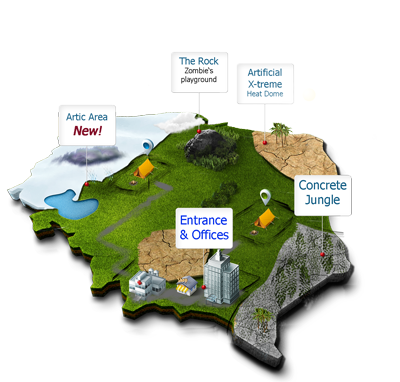 The Rock
Zombie's
playground
Artificial
X-treme
Heat Dome
Artic Area
New!
Concrete
Jungle
Entrance
& Offices